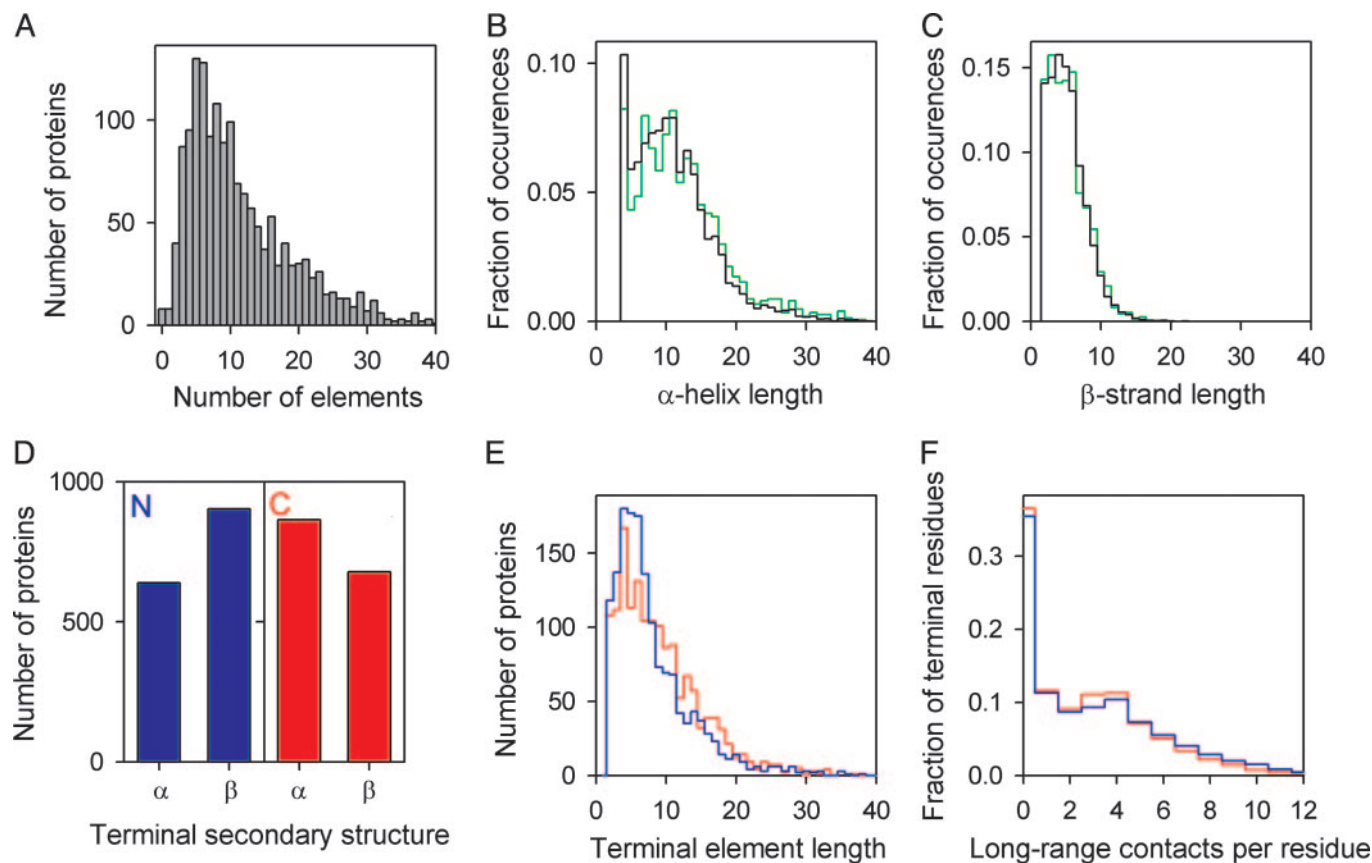 A
Number of proteins
100
50
0
0 10 20 30 40
Number of elements
B
Fraction of occurences
0.10
0.05
0.00
0 10 20 30 40
α-helix length
C
Fraction of occurences
0.15
0.10
0.05
0.00
0 10 20 30 40
β-strand length
D
Number of proteins
1000
500
0
N
C
α β α β
Terminal secondary structure
E
Number of proteins
150
100
50
0
0 10 20 30 40
Terminal element length
F
Fraction of terminal residues
0.3
0.2
0.1
0.0
0 2 4 6 8 10 12
Long-range contacts per residue